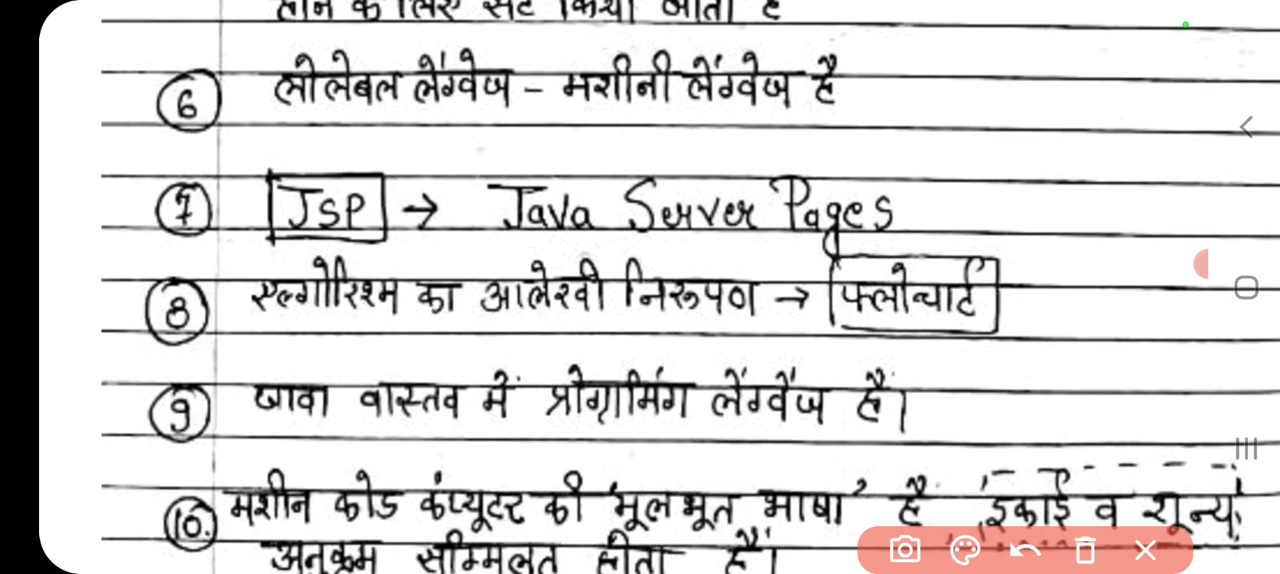 होने के लिए सेट किया जाता है
6 लो लेबल लेंग्वेज - मशीनी लेंग्वेज है
7 JSP → Java Server Pages
8 एल्गोरिथ्म का आलेखी निरूपण → फ्लोचार्ट
9 जावा वास्तव में प्रोग्रामिंग लेंग्वेज है।
10. मशीन कोड कंप्यूटर की 'मूलभूत भाषा' है 'इकाई व शून्य'
अनुक्रम सम्मिलित होता है।